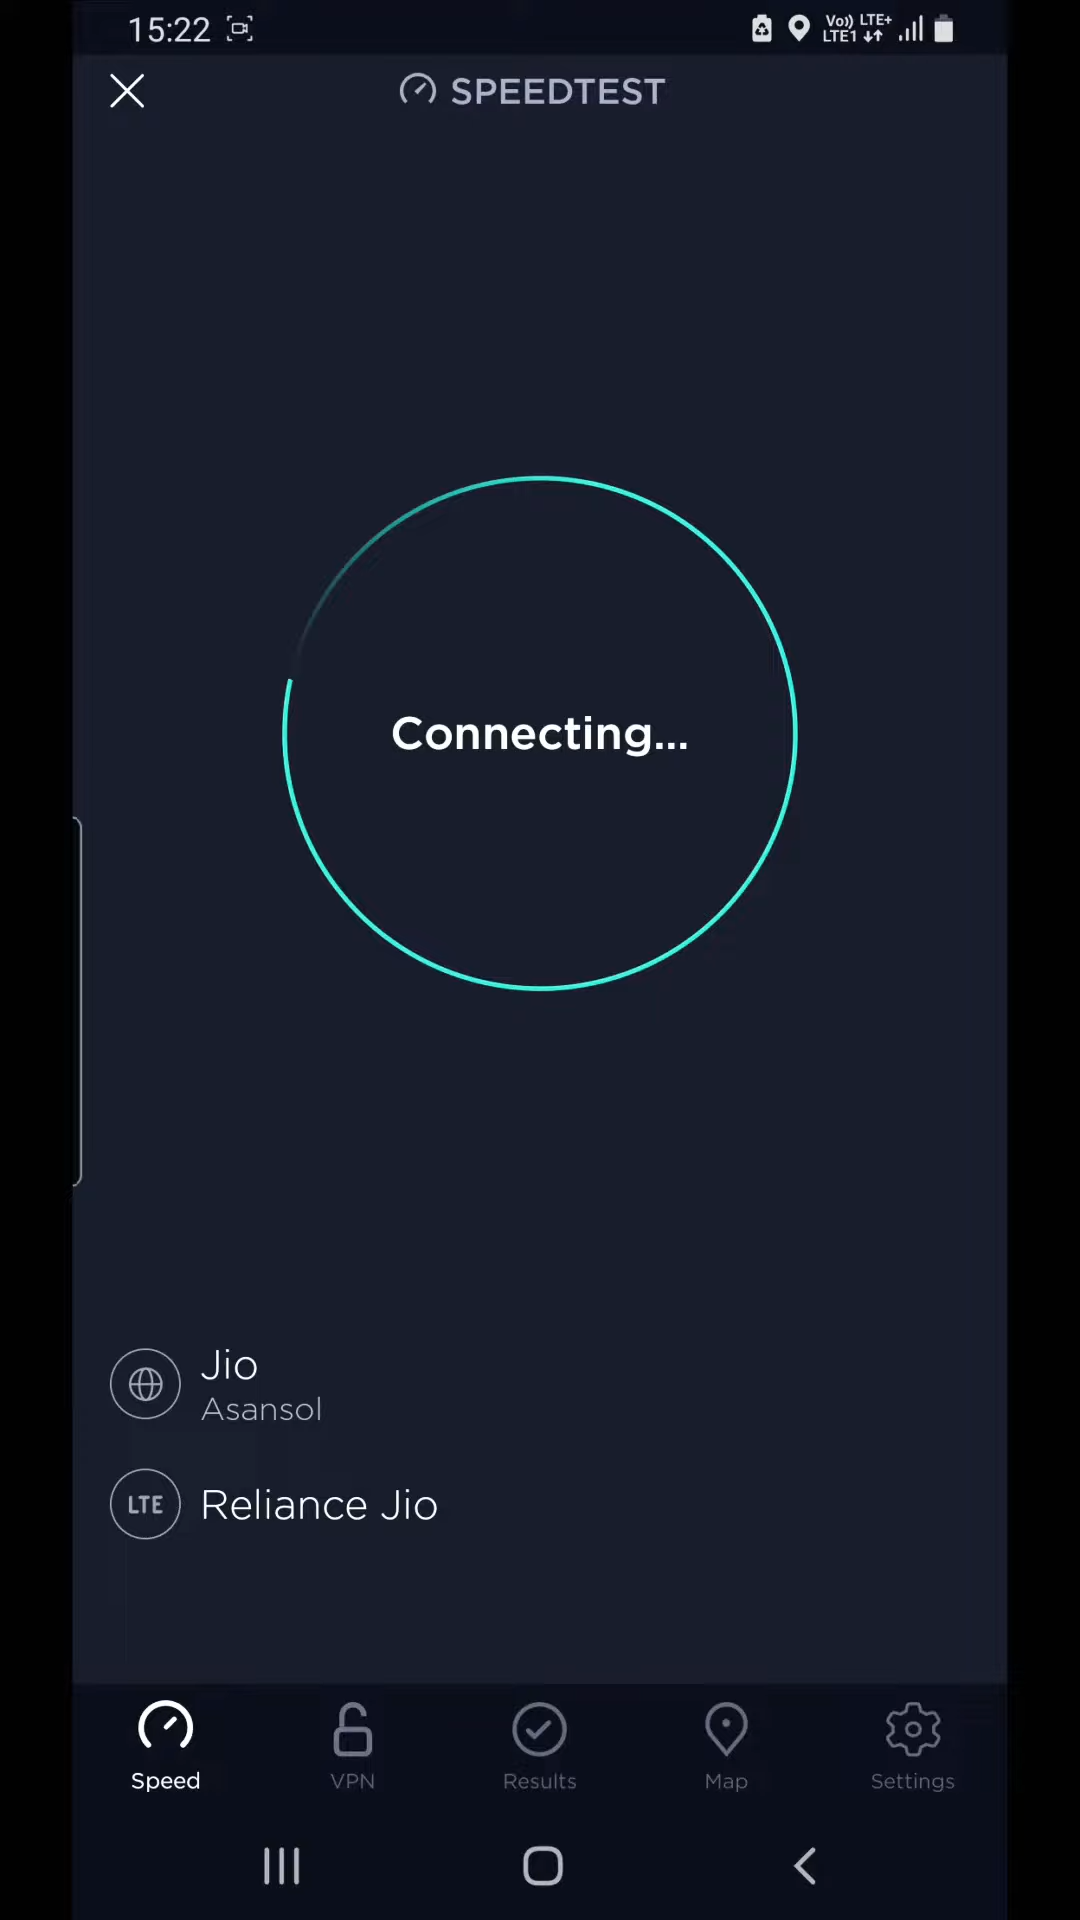 15:22
Vo)) LTE+
LTE1
SPEEDTEST
Connecting...
Jio
Asansol
LTE Reliance Jio
Speed VPN Results Map Settings